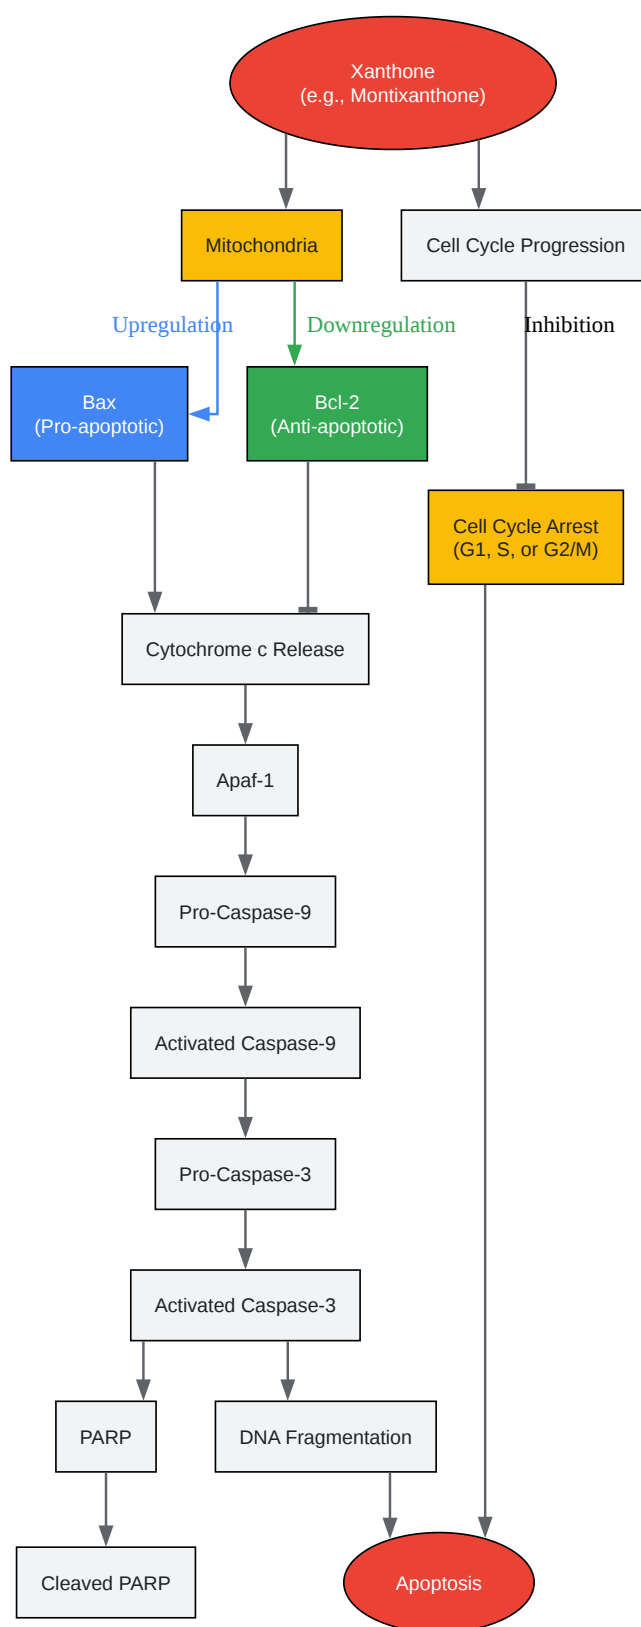 Xanthone
(e.g., Montixanthone)
Mitochondria
Cell Cycle Progression
Upregulation
Downregulation
Inhibition
Bax
(Pro-apoptotic)
Bcl-2
(Anti-apoptotic)
Cell Cycle Arrest
(G1, S, or G2/M)
Cytochrome c Release
Apaf-1
Pro-Caspase-9
Activated Caspase-9
Pro-Caspase-3
Activated Caspase-3
PARP
DNA Fragmentation
Cleaved PARP
Apoptosis